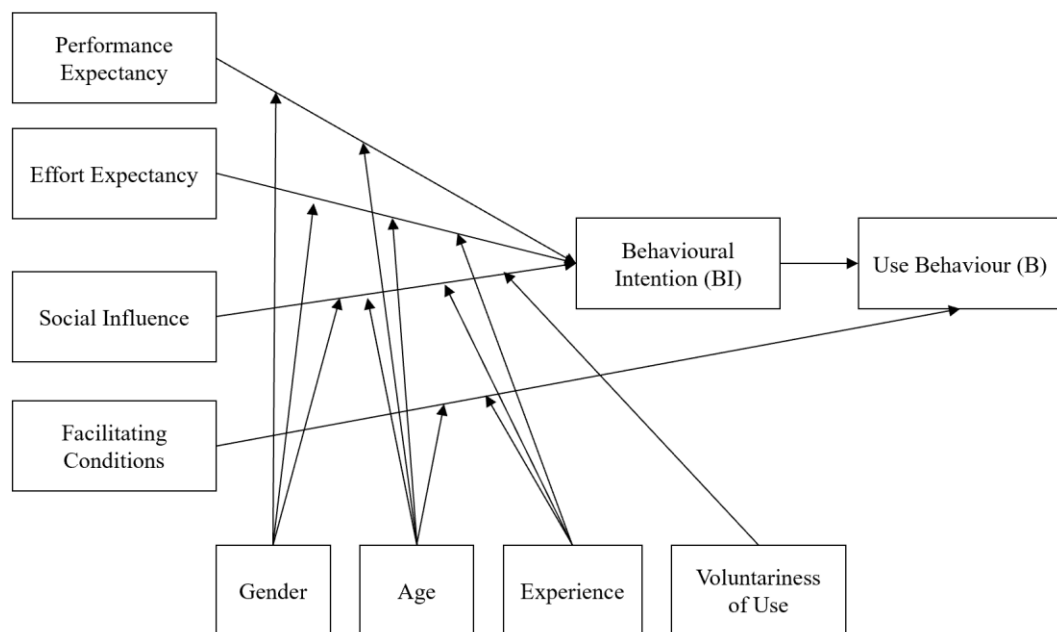 Performance
Expectancy
Effort Expectancy
Behavioural
Intention (BI)
Use Behaviour (B)
Social Influence
Facilitating
Conditions
Gender
Age
Experience
Voluntariness
of Use